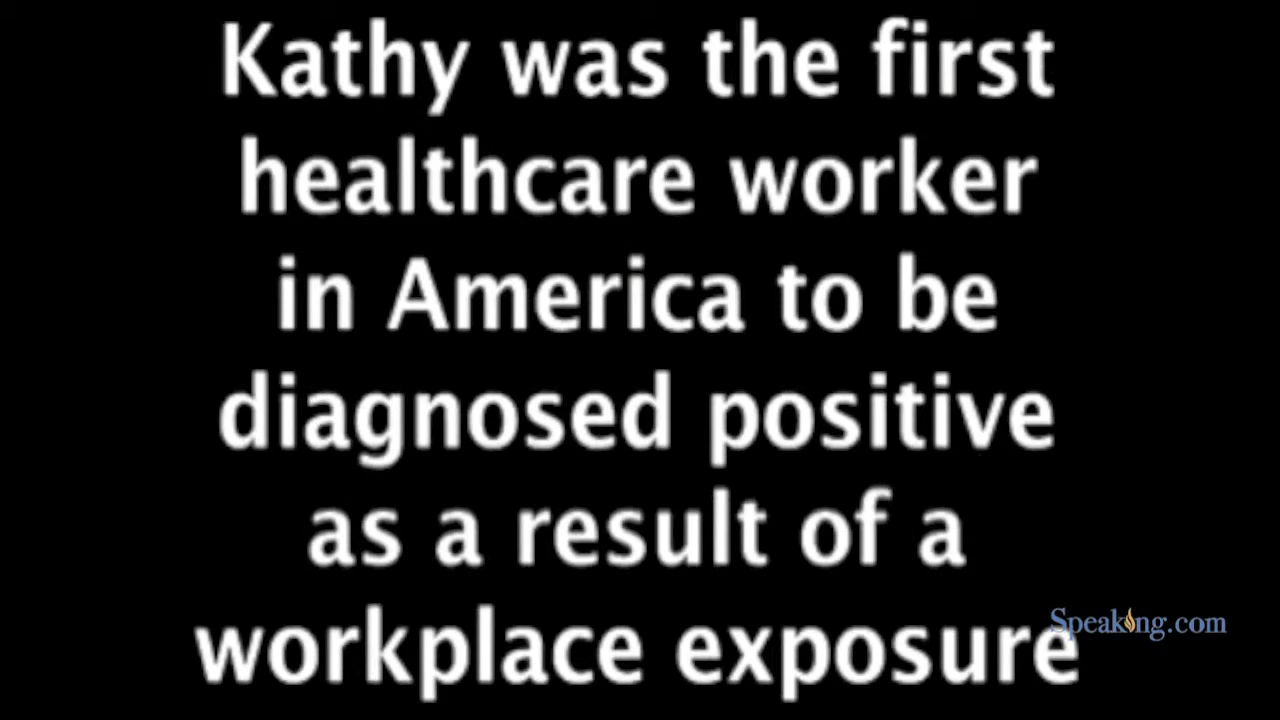 Kathy was the first
healthcare worker
in America to be
diagnosed positive
as a result of a
workplace exposure
Speaking.com